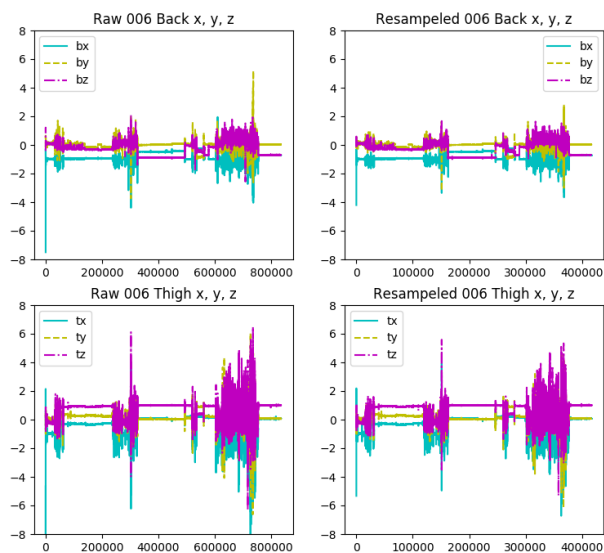 Raw 006 Back x, y, z
8
6
4
2
0
−2
−4
−6
−8
bx
by
bz
0 200000 400000 600000 800000
Resampeled 006 Back x, y, z
8
6
4
2
0
−2
−4
−6
−8
bx
by
bz
0 100000 200000 300000 400000
Raw 006 Thigh x, y, z
8
6
4
2
0
−2
−4
−6
−8
tx
ty
tz
0 200000 400000 600000 800000
Resampeled 006 Thigh x, y, z
8
6
4
2
0
−2
−4
−6
−8
tx
ty
tz
0 100000 200000 300000 400000